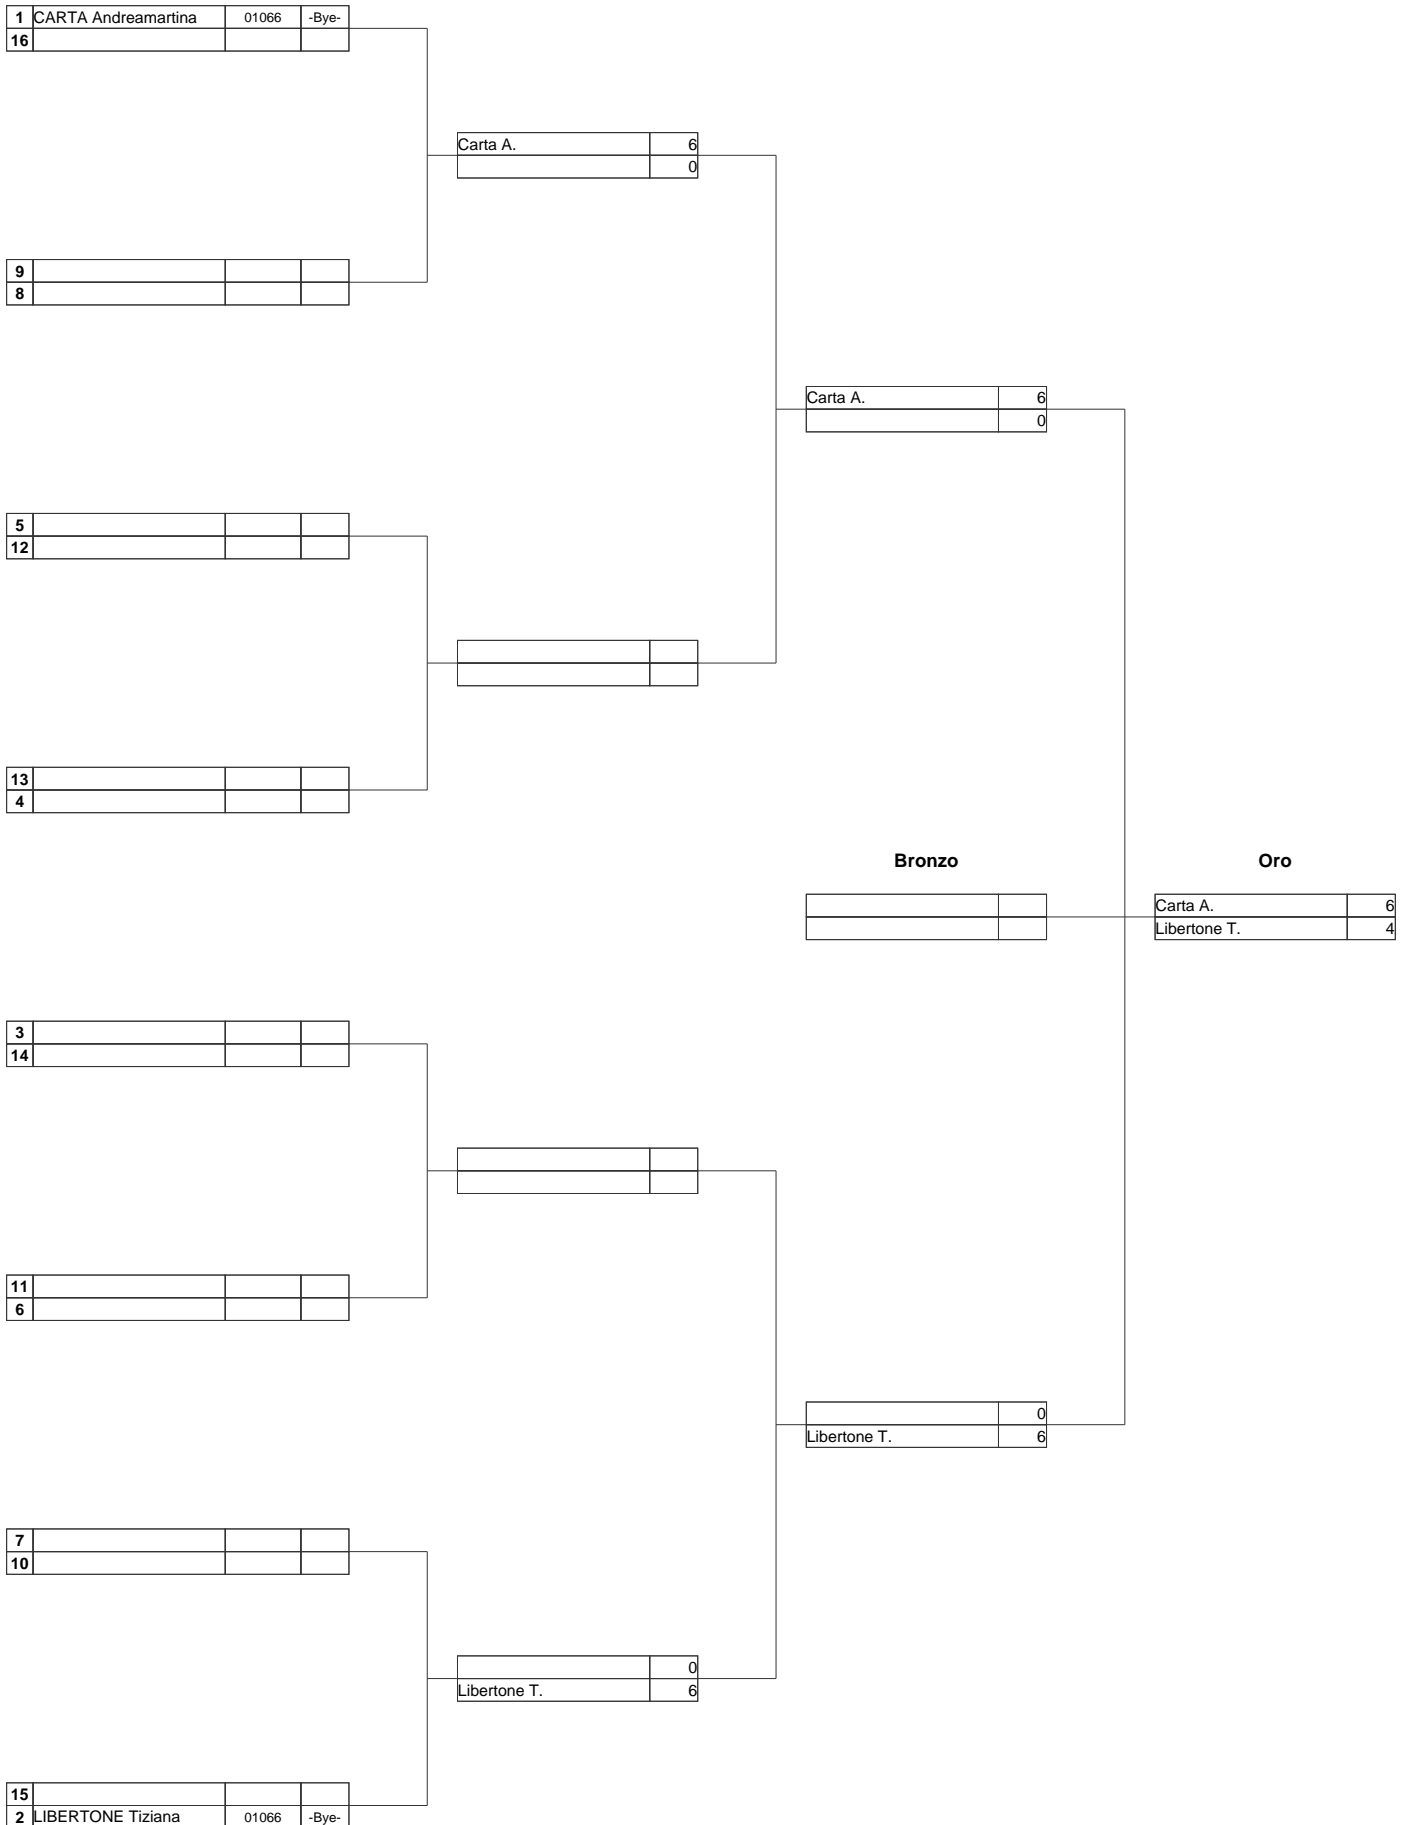 1 CARTA Andreamartina 01066 -Bye-
16
Carta A. 6
0
9
8
Carta A. 6
0
5
12
13
4
Bronzo Oro
Carta A. 6
Libertone T. 4
3
14
11
6
0
Libertone T. 6
7
10
0
Libertone T. 6
15
2 LIBERTONE Tiziana 01066 -Bye-